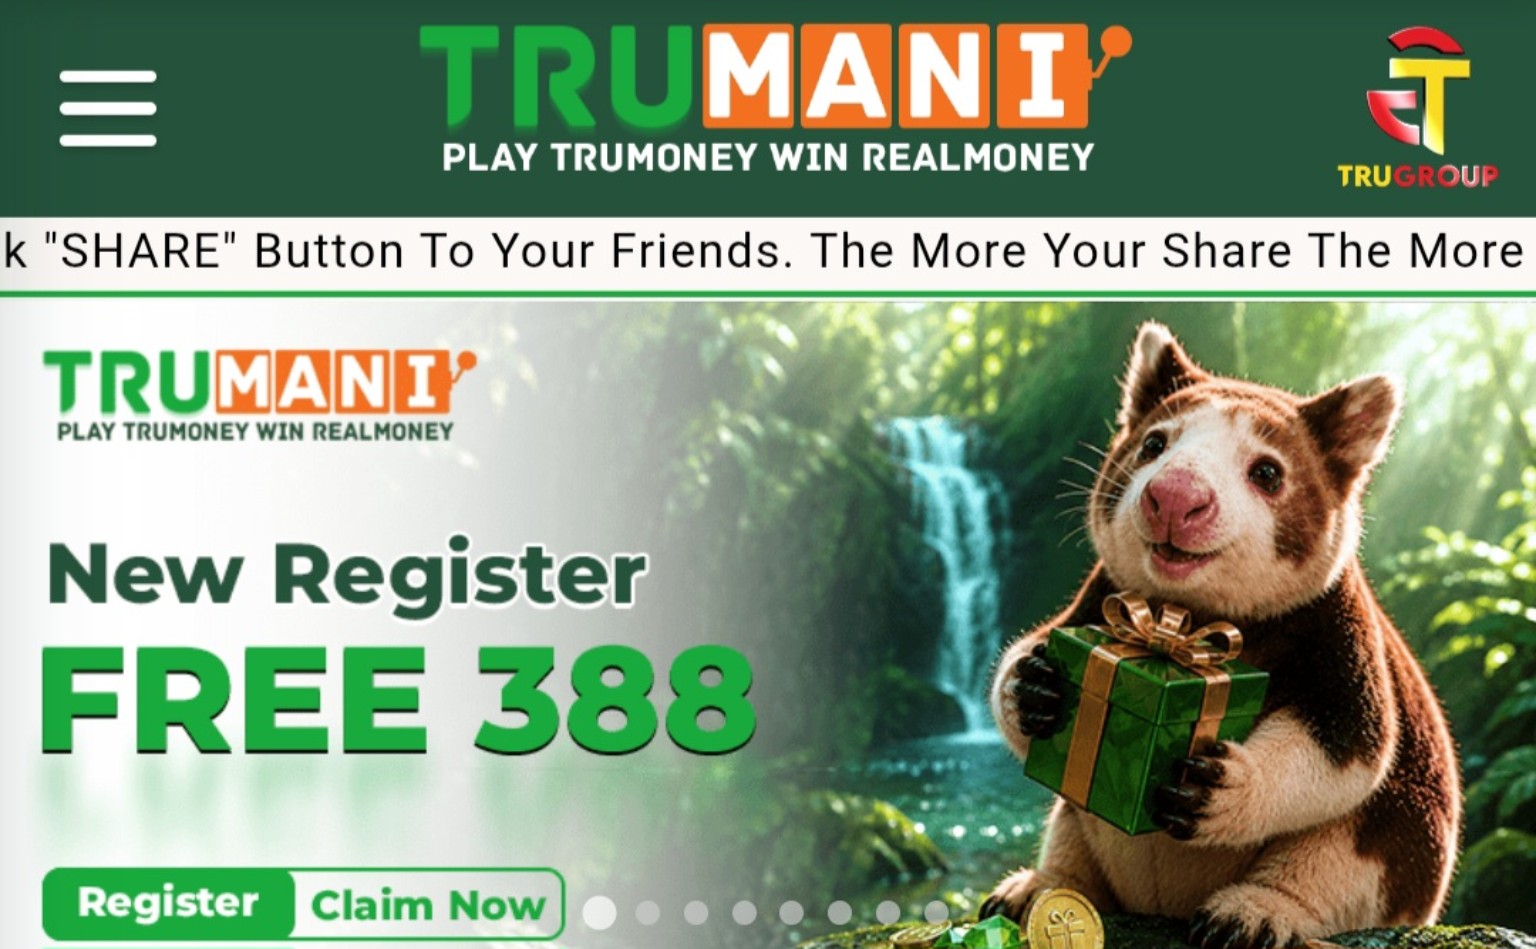 TRUMANI
PLAY TRUMONEY WIN REALMONEY
TRUGROUP
k "SHARE" Button To Your Friends. The More Your Share The More
TRUMANI
PLAY TRUMONEY WIN REALMONEY
New Register
FREE 388
Register Claim Now